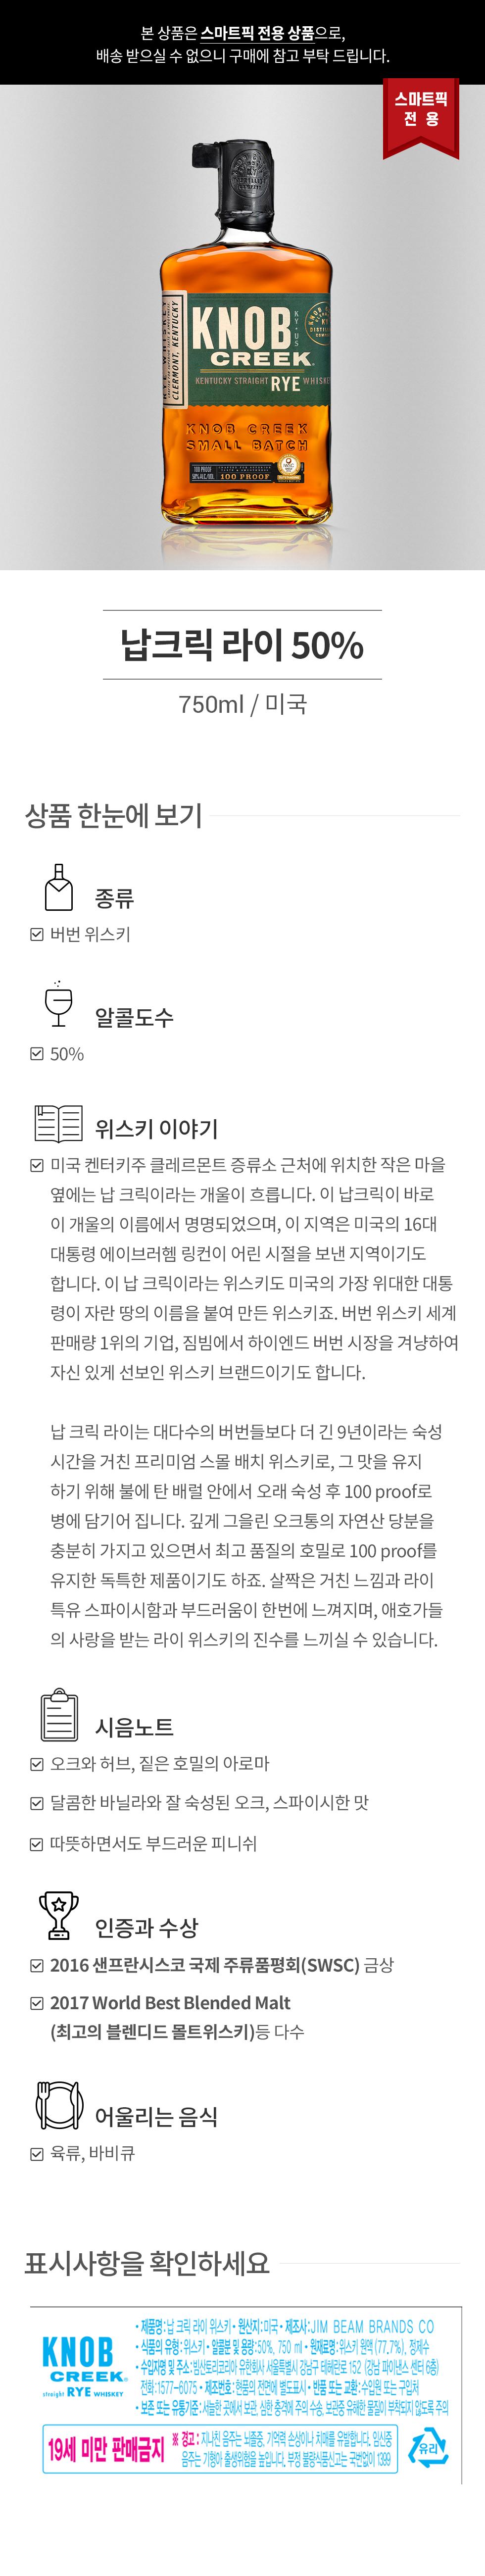 본 상품은 스마트픽 전용 상품으로,
배송 받으실 수 없으니 구매에 참고 부탁 드립니다.
스마트픽
전 용
RYE WHISKEY
CLERMONT, KENTUCKY
KNOB
CREEK
KY·US
KENTUCKY STRAIGHT RYE WHISKEY
KNOB CREEK
SMALL BATCH
100 PROOF
50% ALC./VOL.
100 PROOF
납크릭 라이 50%
750ml / 미국
상품 한눈에 보기
종류
버번 위스키
알콜도수
50%
위스키 이야기
미국 켄터키주 클레르몬트 증류소 근처에 위치한 작은 마을
옆에는 납 크릭이라는 개울이 흐릅니다. 이 납크릭이 바로
이 개울의 이름에서 명명되었으며, 이 지역은 미국의 16대
대통령 에이브러헴 링컨이 어린 시절을 보낸 지역이기도
합니다. 이 납 크릭이라는 위스키도 미국의 가장 위대한 대통
령이 자란 땅의 이름을 붙여 만든 위스키죠. 버번 위스키 세계
판매량 1위의 기업, 짐빔에서 하이엔드 버번 시장을 겨냥하여
자신 있게 선보인 위스키 브랜드이기도 합니다.
납 크릭 라이는 대다수의 버번들보다 더 긴 9년이라는 숙성
시간을 거친 프리미엄 스몰 배치 위스키로, 그 맛을 유지
하기 위해 불에 탄 배럴 안에서 오래 숙성 후 100 proof로
병에 담기어 집니다. 깊게 그을린 오크통의 자연산 당분을
충분히 가지고 있으면서 최고 품질의 호밀로 100 proof를
유지한 독특한 제품이기도 하죠. 살짝은 거친 느낌과 라이
특유 스파이시함과 부드러움이 한번에 느껴지며, 애호가들
의 사랑을 받는 라이 위스키의 진수를 느끼실 수 있습니다.
시음노트
오크와 허브, 짙은 호밀의 아로마
달콤한 바닐라와 잘 숙성된 오크, 스파이시한 맛
따뜻하면서도 부드러운 피니쉬
인증과 수상
2016 샌프란시스코 국제 주류품평회(SWSC) 금상
2017 World Best Blended Malt
(최고의 블렌디드 몰트위스키)등 다수
어울리는 음식
육류, 바비큐
표시사항을 확인하세요
KNOB
CREEK
straight RYE WHISKEY
• 제품명:납 크릭 라이 위스키• 원산지:미국• 제조사:JIM BEAM BRANDS CO
• 식품의 유형:위스키• 알콜분 및 용량:50%, 750 ml• 원재료명:위스키 원액(77.7%), 정제수
• 수입자명 및 주소:빔산토리코리아 유한회사 서울특별시 강남구 테헤란로 152 (강남 파이낸스 센터 6층)
전화:1577-6075• 제조번호:현품의 전면에 별도표시• 반품 또는 교환:수입원 또는 구입처
• 보존 또는 유통기준:서늘한 곳에서 보관, 심한 충격에 주의 수송, 보관중 유해한 물질이 부착되지 않도록 주의
19세 미만 판매금지
※ 경고:지나친 음주는 뇌졸중, 기억력 손상이나 치매를 유발합니다. 임신중
음주는 기형아 출생위험을 높입니다. 부정 불량식품신고는 국번없이 1399
유리